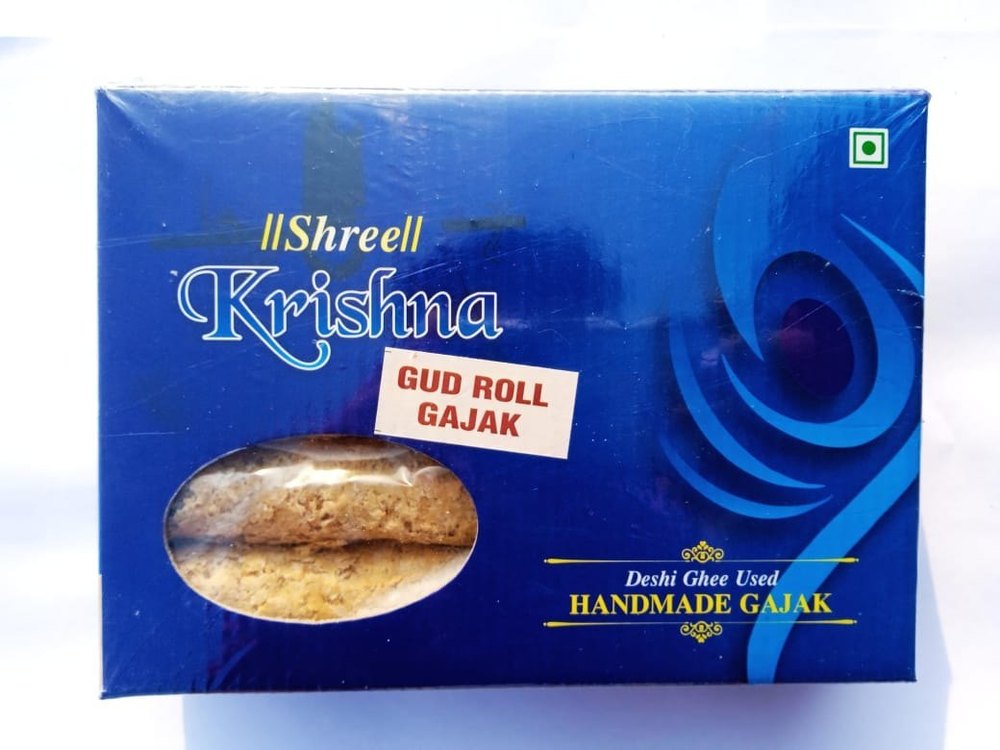 ||Shree||
Krishna
GUD ROLL
GAJAK
Deshi Ghee Used
HANDMADE GAJAK